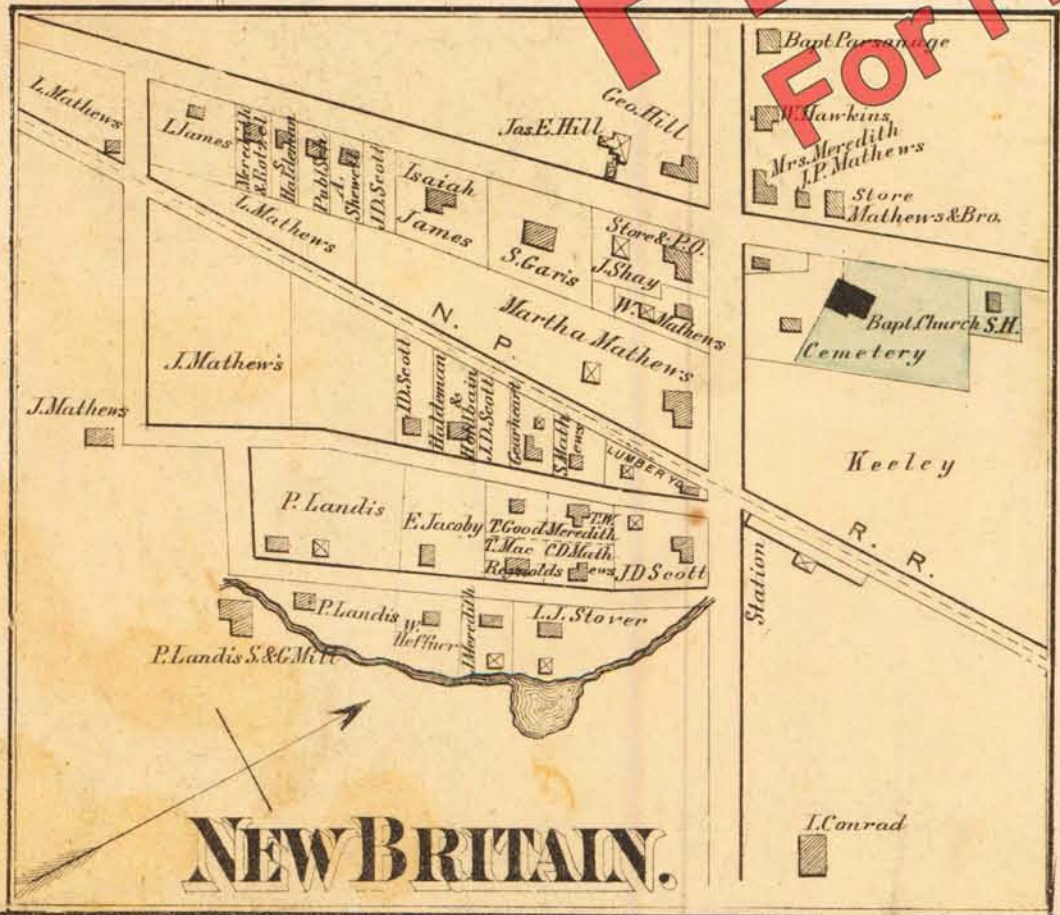 For
Bapt Parsonage
L. Mathews
L. James
Meredith
& Rotzel
S.
Haldeman
Publ. Sch.
A.
Shewell
J.D. Scott
Isaiah
James
Jas. E. Hill
Geo. Hill
W. Hawkins
Mrs. Meredith
J.P. Mathews
Store
Mathews & Bro.
L. Mathews
S. Garis
Store & P.O.
J. Shay
W. Mathews
Martha Mathews
Bapt. Church
S.H.
Cemetery
N. P.
R. R.
J. Mathew's
J. Mathews
J.D. Scott
Haldeman
&
J.D. Scott
Gearheart
S. Mathews
LUMBER YD.
Keeley
P. Landis
E. Jacoby
T. Good
Meredith
T.W.
T. Mac
Reynolds
C.D. Mathews
J D Scott
Station
P. Landis
W.
Heffner
J. Meredith
I.J. Stover
P. Landis S. & G. Mill
I. Conrad
NEW BRITAIN.